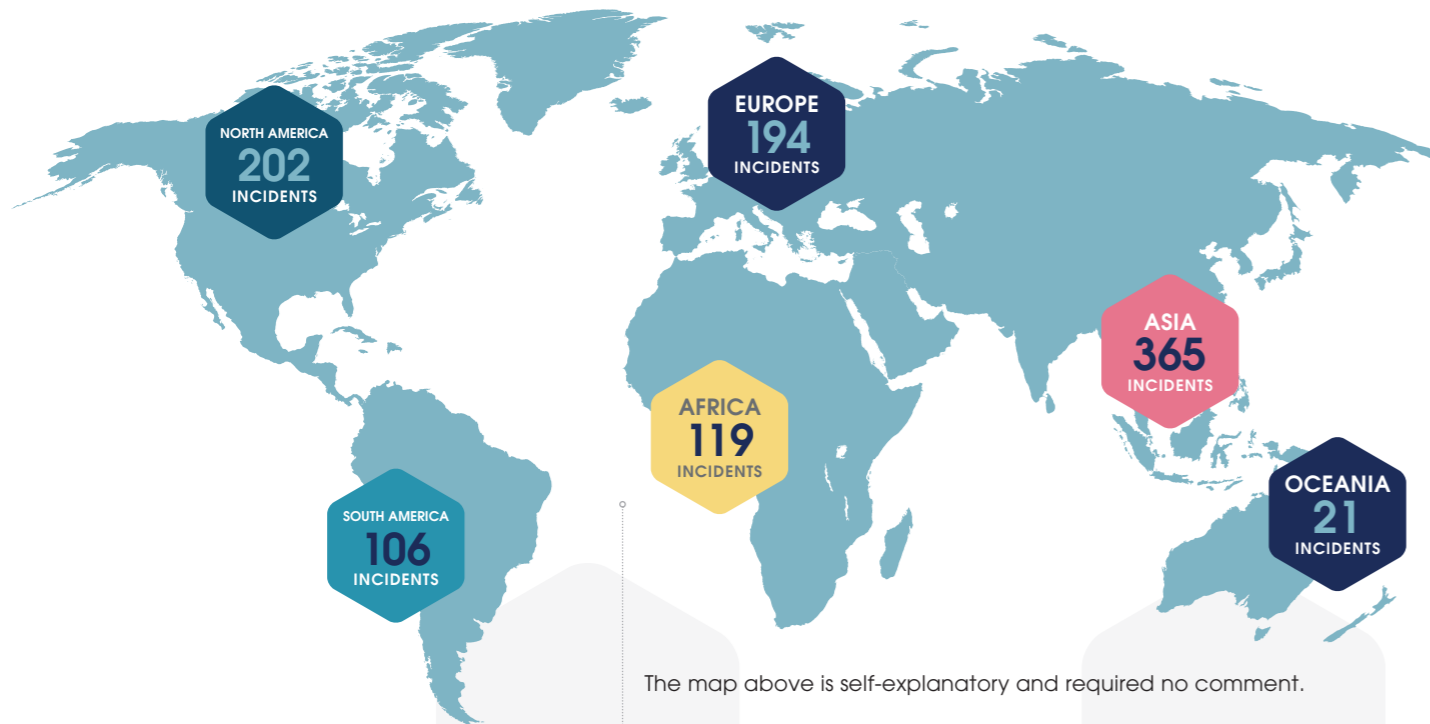 NORTH AMERICA
202
INCIDENTS
EUROPE
194
INCIDENTS
ASIA
365
INCIDENTS
AFRICA
119
INCIDENTS
SOUTH AMERICA
106
INCIDENTS
OCEANIA
21
INCIDENTS
The map above is self-explanatory and required no comment.